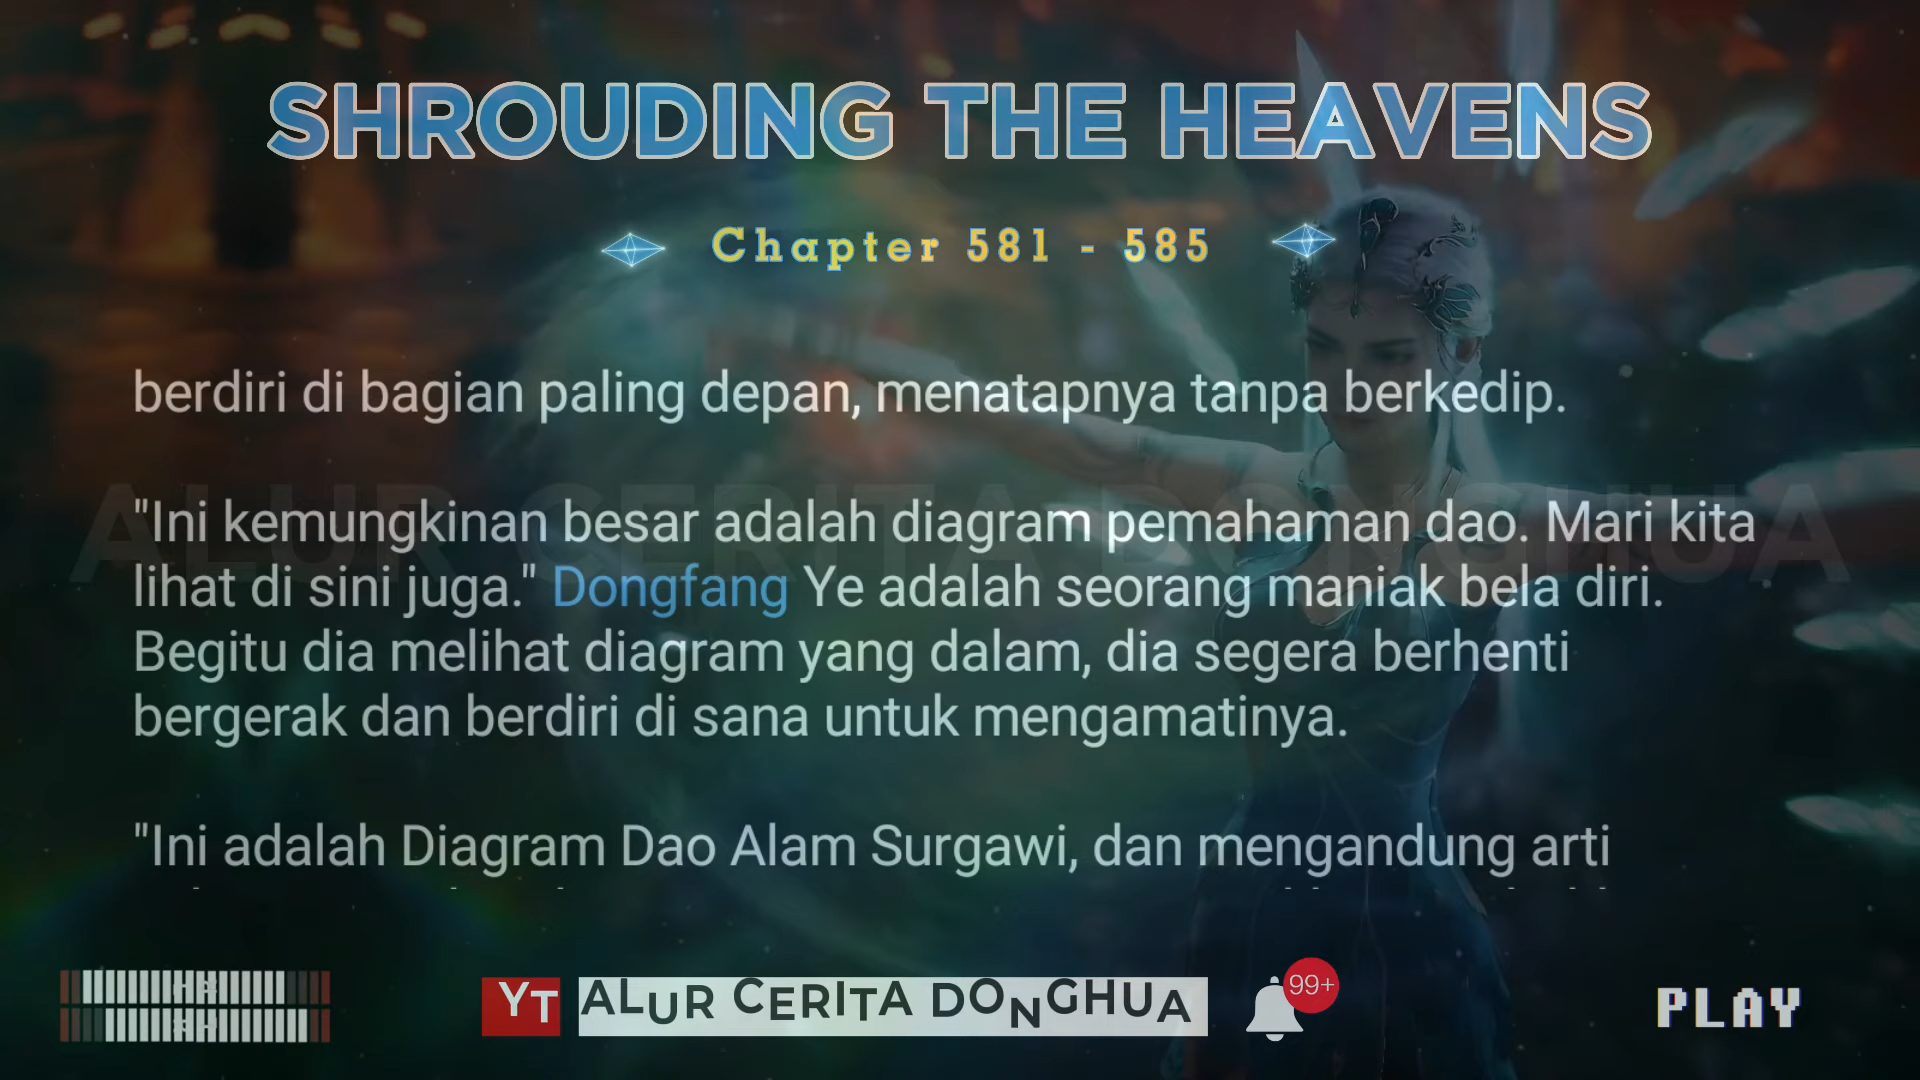 SHROUDING THE HEAVENS
Chapter 581 - 585
berdiri di bagian paling depan, menatapnya tanpa berkedip.
ALUR CERITA DONGHUA
"Ini kemungkinan besar adalah diagram pemahaman dao. Mari kita
lihat di sini juga." Dongfang Ye adalah seorang maniak bela diri.
Begitu dia melihat diagram yang dalam, dia segera berhenti
bergerak dan berdiri di sana untuk mengamatinya.
"Ini adalah Diagram Dao Alam Surgawi, dan mengandung arti
YT ALUR CERITA DONGHUA 99+
PLAY